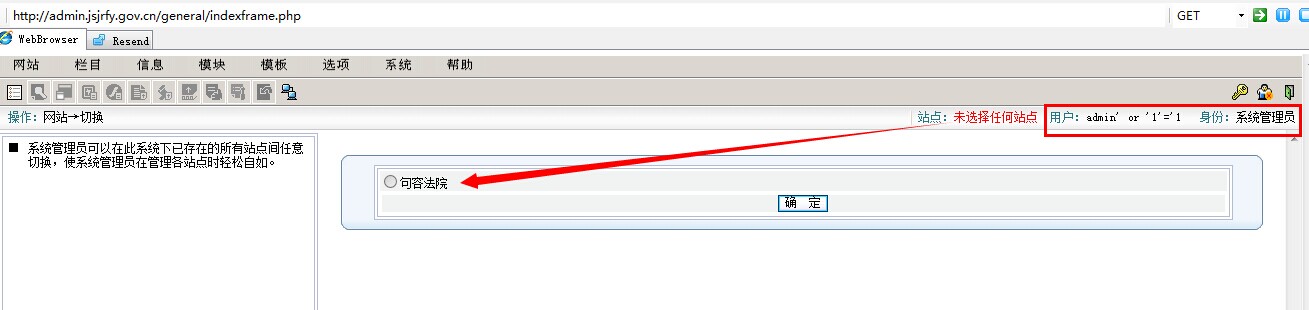 http://admin.jsjrfy.gov.cn/general/indexframe.php GET
WebBrowser Resend
网站 栏目 信息 模块 模板 选项 系统 帮助
操作：网站→切换 站点：未选择任何站点 用户：admin' or '1'='1 身份：系统管理员
系统管理员可以在此系统下已存在的所有站点间任意
切换，使系统管理员在管理各站点时轻松自如。
句容法院
确 定